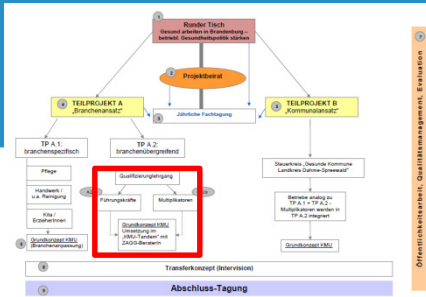 Runder Tisch
Gesund arbeiten in Brandenburg –
betriebl. Gesundheitspolitik stärken
Projektbeirat
TEILPROJEKT A
„Branchenansatz“
Jährliche Fachtagung
TEILPROJEKT B
„Kommunalansatz“
TP A.1:
branchenspezifisch
TP A.2:
branchenübergreifend
Pflege
Handwerk /
u.a. Reinigung
Kita /
ErzieherInnen
Grundkonzept KMU
(Branchenanpassung)
Qualifizierungslehrgang
Führungskräfte
Multiplikatoren
Grundkonzept KMU
Umsetzung im
„KMU-Tandem“ mit
ZAGG-BeraterIn
Steuerkreis „Gesunde Kommune
Landkreis Dahme-Spreewald“
Betriebe analog zu
TP A.1 + TP A.2 -
Multiplikatoren werden in
TP A.2 integriert
Grundkonzept KMU
Transferkonzept (Intervision)
Abschluss-Tagung
Öffentlichkeitsarbeit, Qualitätsmanagement, Evaluation